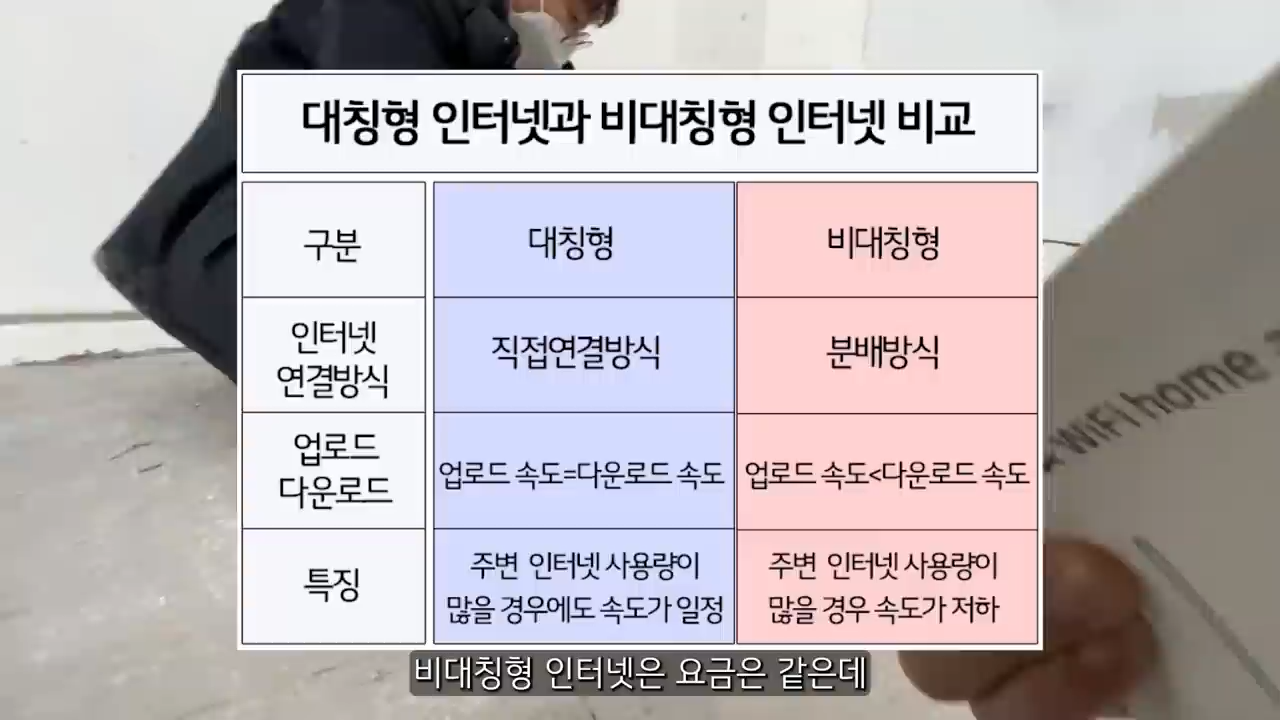 대칭형 인터넷과 비대칭형 인터넷 비교
구분
대칭형
비대칭형
인터넷
연결방식
직접연결방식
분배방식
업로드
다운로드
업로드 속도=다운로드 속도
업로드 속도<다운로드 속도
특징
주변 인터넷 사용량이
많을 경우에도 속도가 일정
주변 인터넷 사용량이
많을 경우 속도가 저하
WiFi home
비대칭형 인터넷은 요금은 같은데